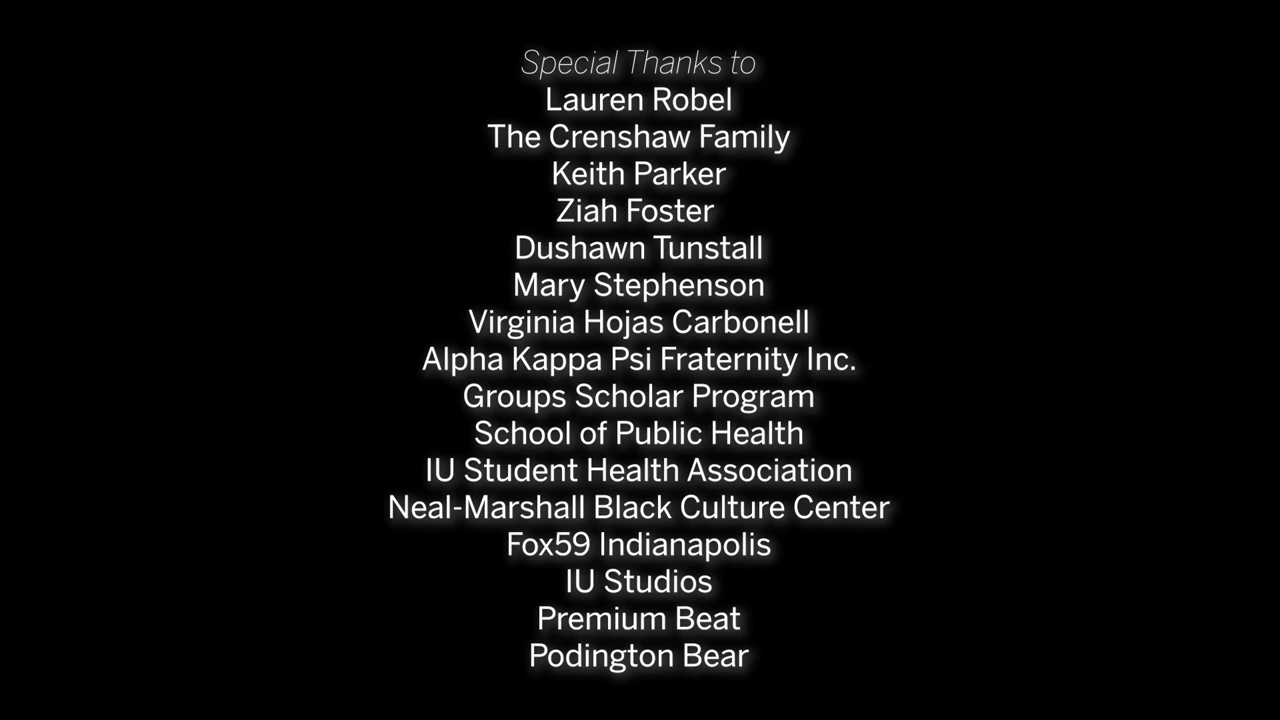 Special Thanks to
Lauren Robel
The Crenshaw Family
Keith Parker
Ziah Foster
Dushawn Tunstall
Mary Stephenson
Virginia Hojas Carbonell
Alpha Kappa Psi Fraternity Inc.
Groups Scholar Program
School of Public Health
IU Student Health Association
Neal-Marshall Black Culture Center
Fox59 Indianapolis
IU Studios
Premium Beat
Podington Bear